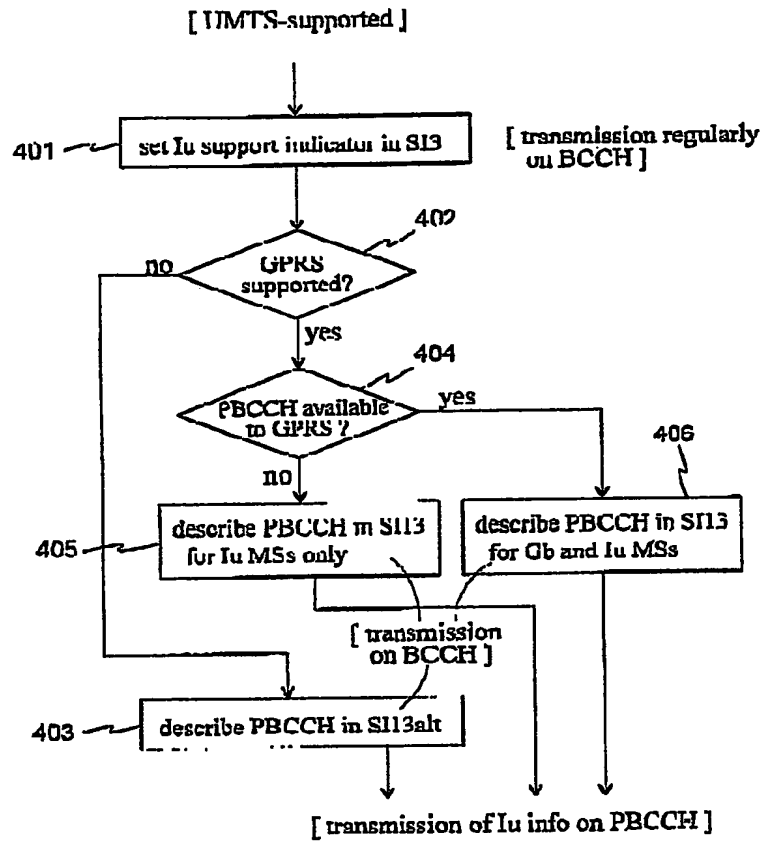 [ UMTS-supported ]
401
set Iu support indicator in SI3
[ transmission regularly
on BCCH ]
402
no
GPRS
supported?
yes
404
PBCCH available
to GPRS ?
yes
406
no
405
describe PBCCH in SI13
for Iu MSs only
describe PBCCH in SI13
for Gb and Iu MSs
[ transmission
on BCCH ]
403
describe PBCCH in SI13alt
[ transmission of Iu info on PBCCH ]